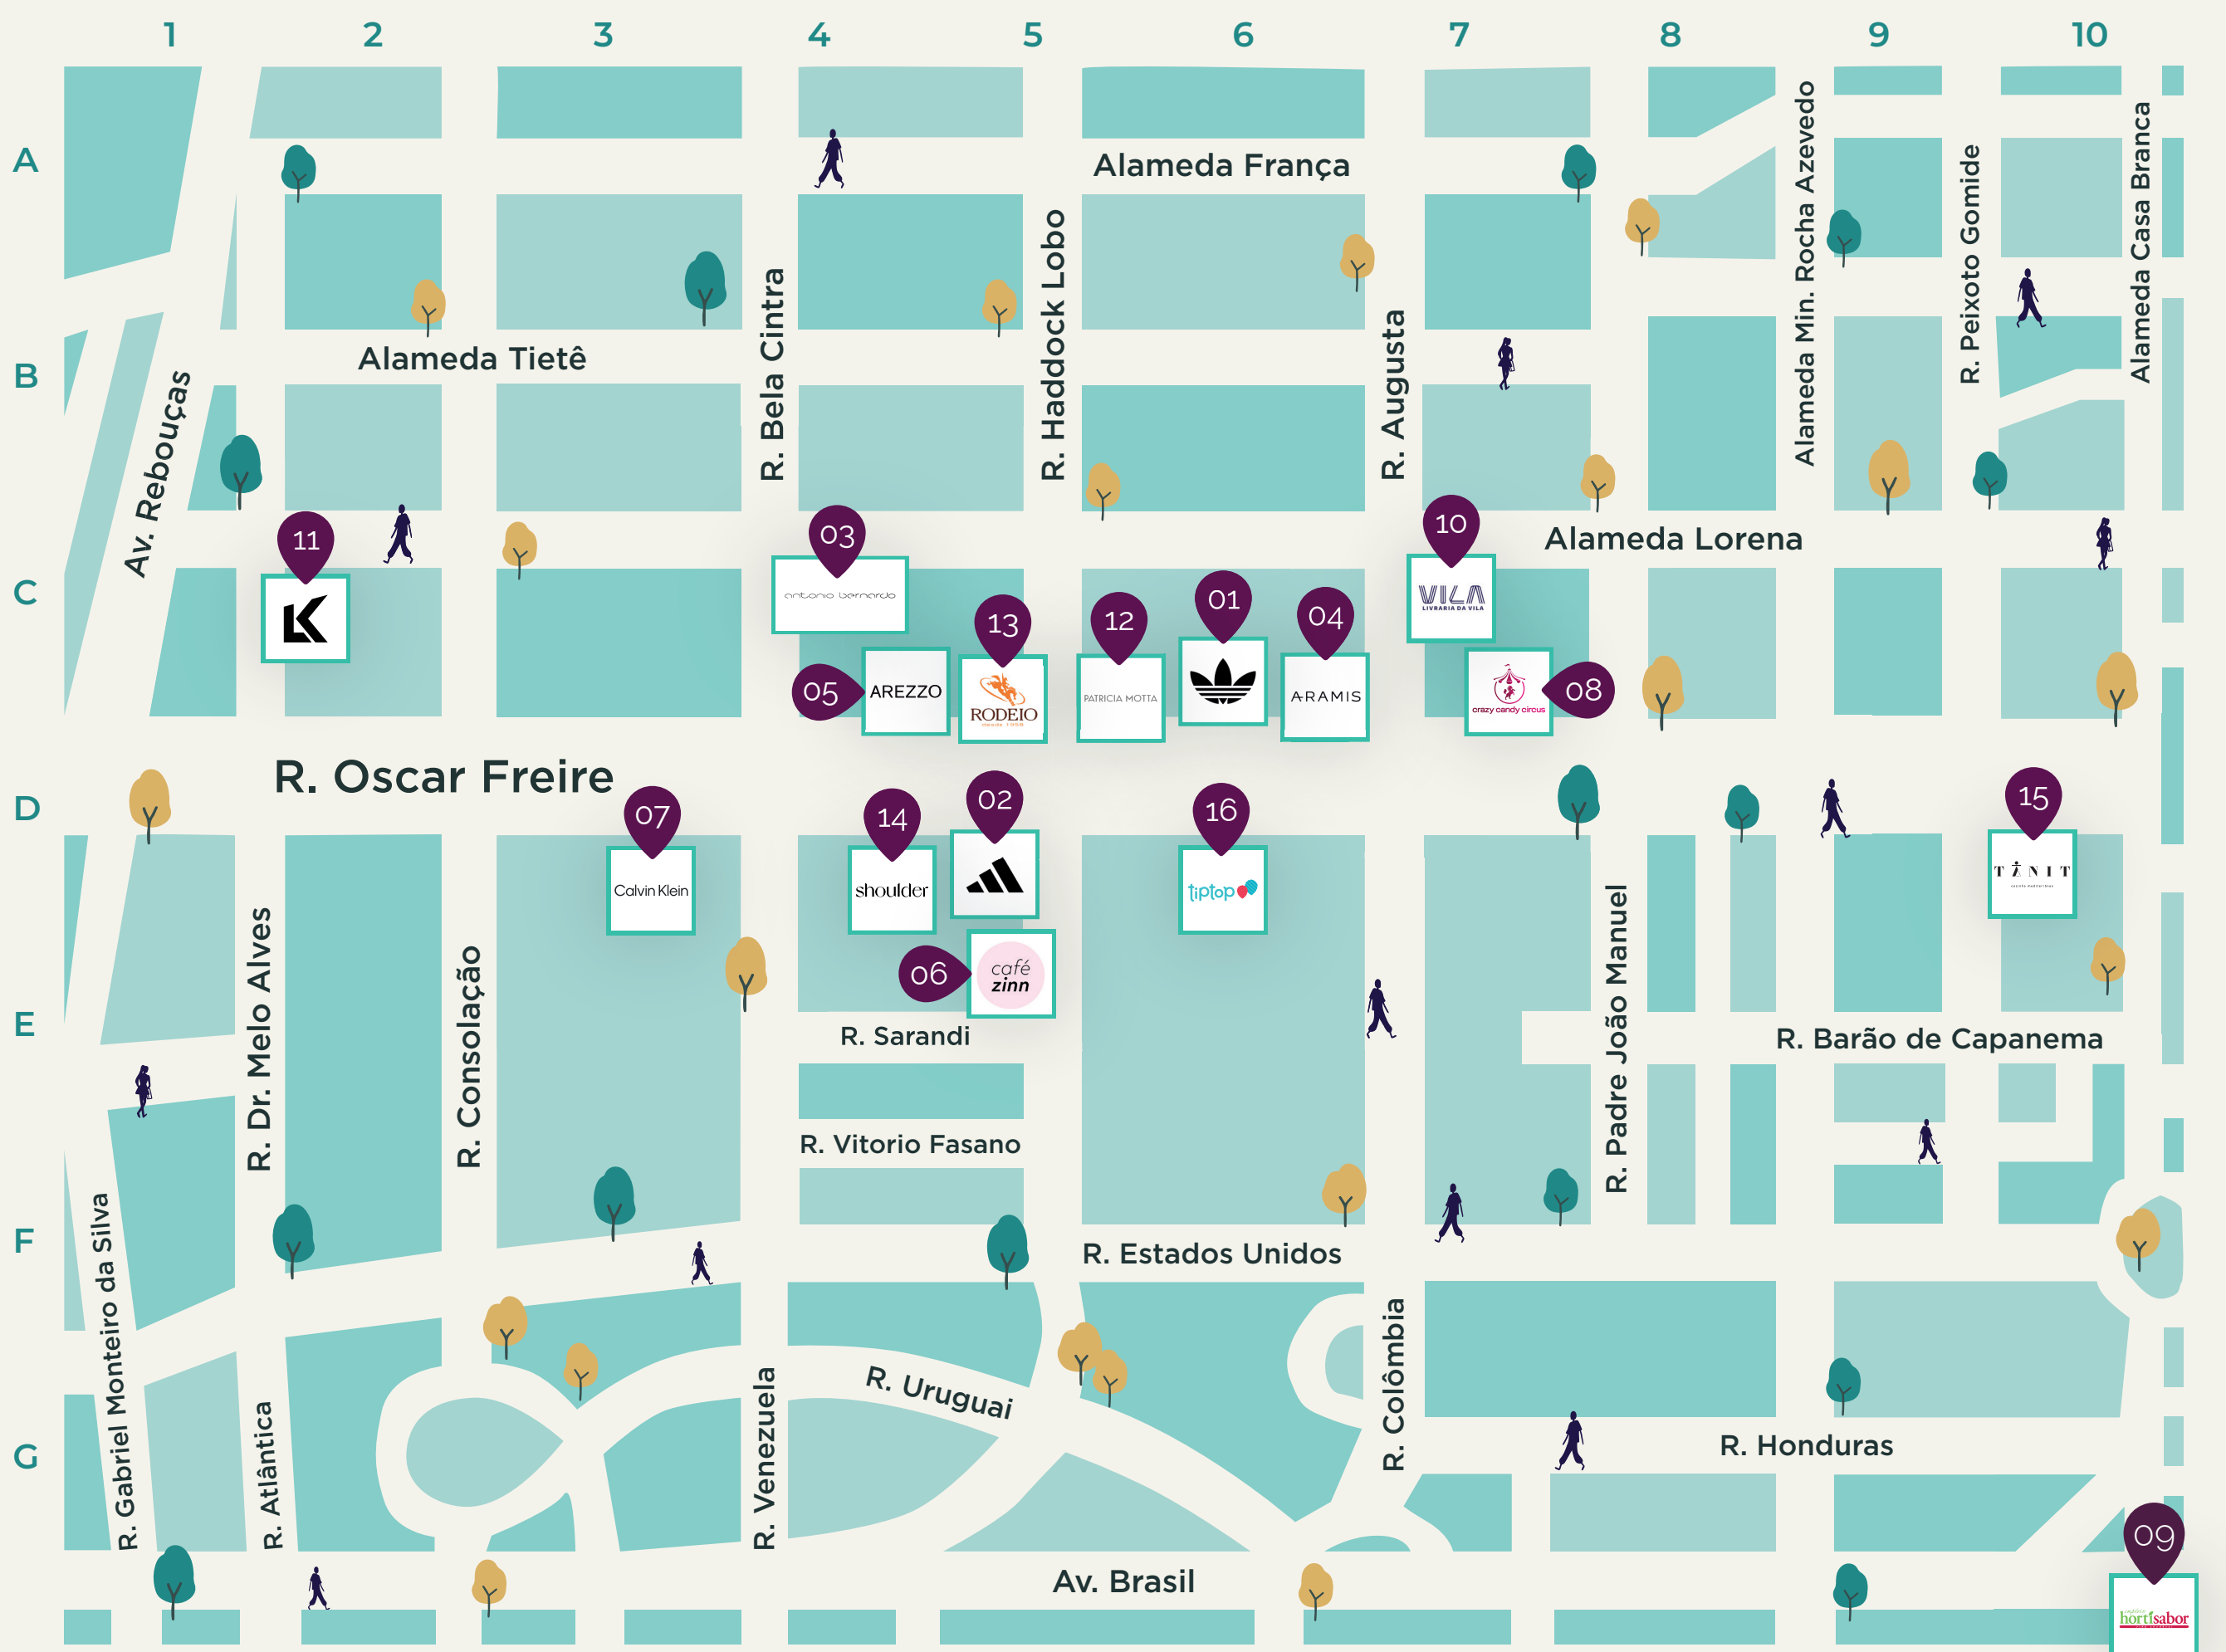 1 2 3 4 5 6 7 8 9 10
A
Alameda França
Alameda Min. Rocha Azevedo
R. Peixoto Gomide
Alameda Casa Branca
R. Bela Cintra
R. Haddock Lobo
R. Augusta
B
Alameda Tietê
Av. Rebouças
Alameda Lorena
C
11
LK
03
antonio bernardo
05
AREZZO
13
RODEIO
12
PATRICIA MOTTA
01
04
ARAMIS
10
VILA
LIVRARIA DA VILA
08
crazy candy circus
R. Oscar Freire
D
07
Calvin Klein
14
shoulder
02
06
café
zinn
16
tiptop
15
TANIT
R. Dr. Melo Alves
R. Consolação
R. Padre João Manuel
E
R. Sarandi
R. Barão de Capanema
R. Vitorio Fasano
F
R. Estados Unidos
R. Gabriel Monteiro da Silva
R. Atlântica
R. Venezuela
R. Uruguai
R. Colômbia
G
R. Honduras
Av. Brasil
09
hortisabor